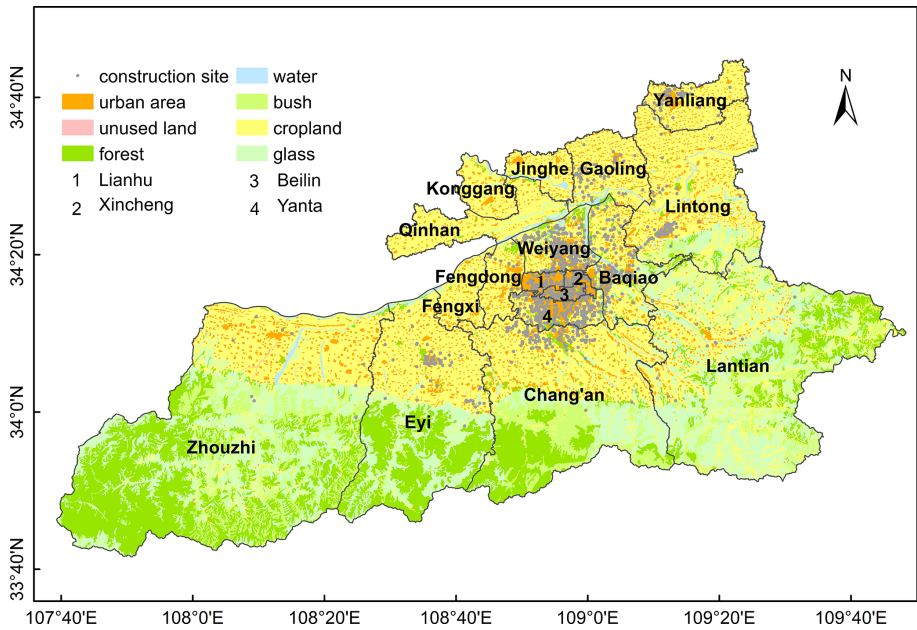 construction site
water
urban area
bush
unused land
cropland
forest
glass
1 Lianhu
3 Beilin
2 Xincheng
4 Yanta
N
Yanliang
Jinghe
Gaoling
Konggang
Lintong
Qinhan
Weiyang
Fengdong
Baqiao
1
2
3
Fengxi
4
Lantian
Chang'an
Eyi
Zhouzhi
34°40'N
34°20'N
34°0'N
33°40'N
107°40'E
108°0'E
108°20'E
108°40'E
109°0'E
109°20'E
109°40'E